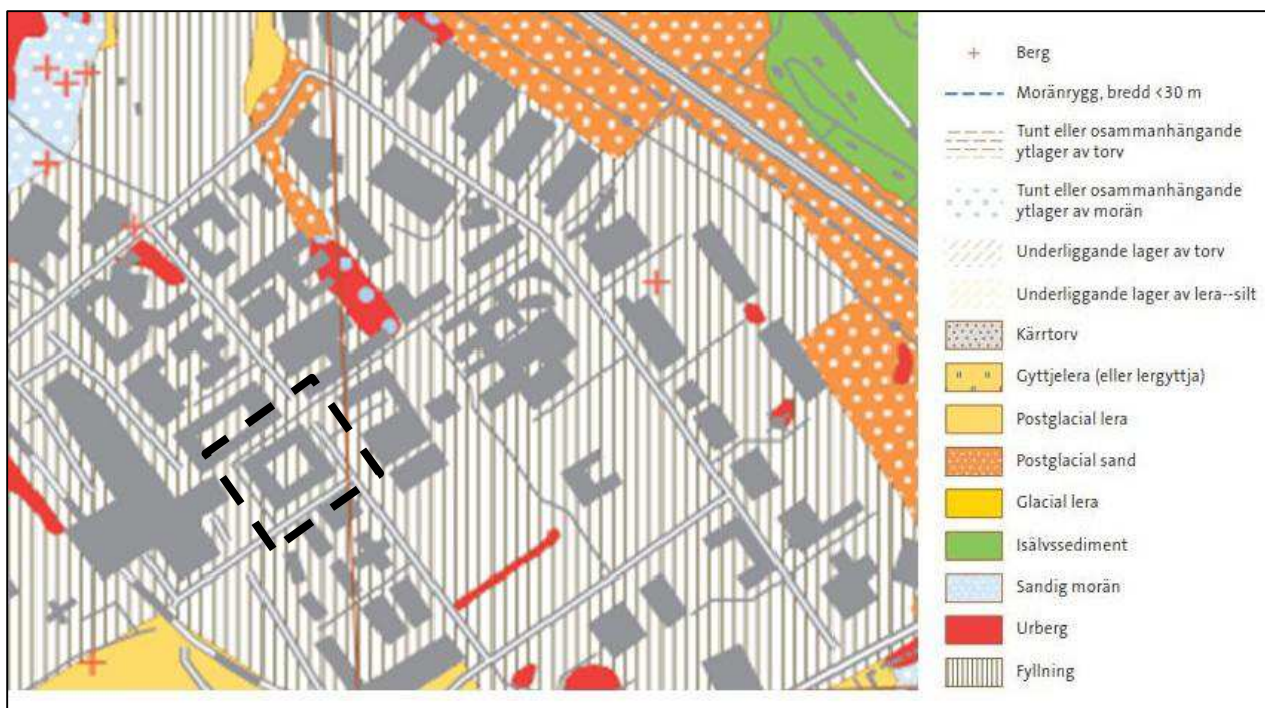 Berg
Moränrygg, bredd <30 m
Tunt eller osammanhängande
ytlager av torv
Tunt eller osammanhängande
ytlager av morän
Underliggande lager av torv
Underliggande lager av lera--silt
Kärrtorv
Gyttjelera (eller lergyttja)
Postglacial lera
Postglacial sand
Glacial lera
Isälvssediment
Sandig morän
Urberg
Fyllning